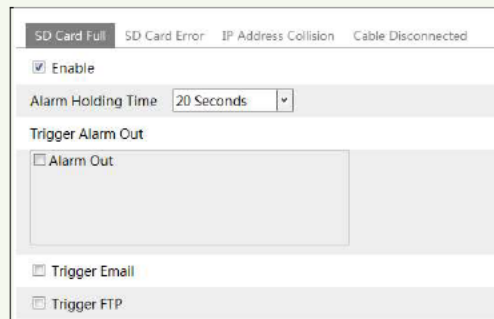 SD Card Full SD Card Error IP Address Collision Cable Disconnected
Enable
Alarm Holding Time 20 Seconds
Trigger Alarm Out
Alarm Out
Trigger Email
Trigger FTP